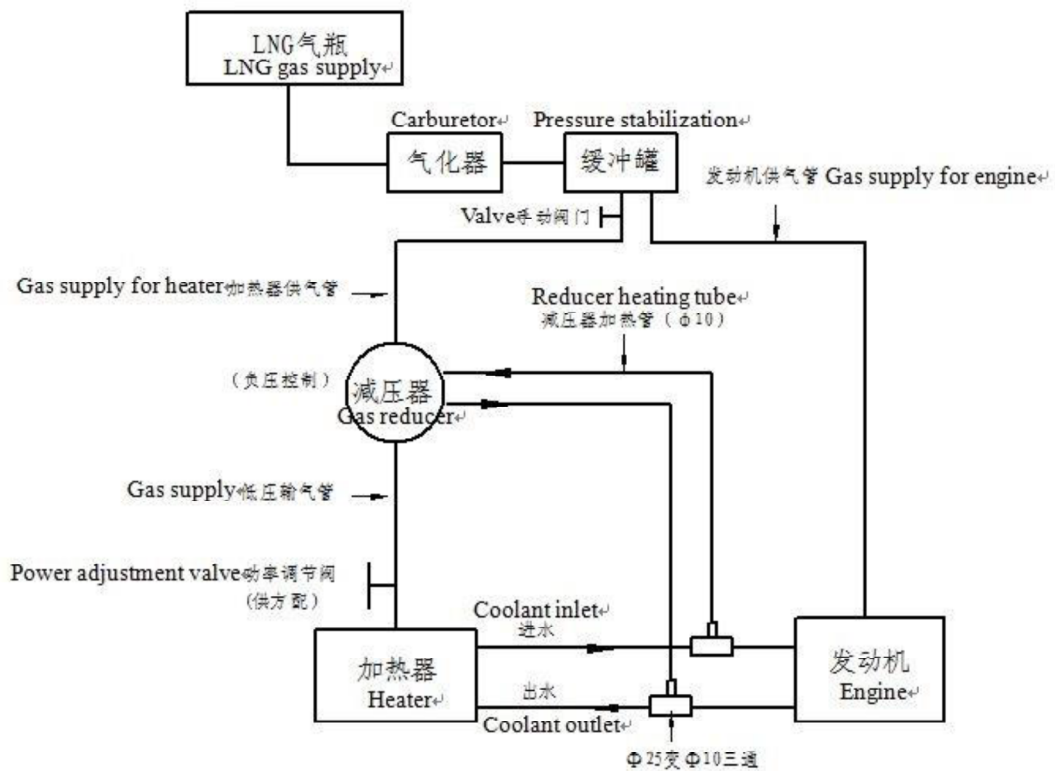 LNG气瓶
LNG gas supply↵
Carburetor↵
Pressure stabilization↵
气化器
缓冲罐
发动机供气管 Gas supply for engine↵
Valve手动阀门
Gas supply for heater加热器供气管
Reducer heating tube↵
减压器加热管（ф10）
（负压控制）
减压器
Gas reducer↵
Gas supply低压输气管
Power adjustment valve功率调节阀
(供方配）
Coolant inlet↵
进水
加热器
Heater↵
发动机
Engine↵
出水
Coolant outlet↵
Ф25变Ф10三通